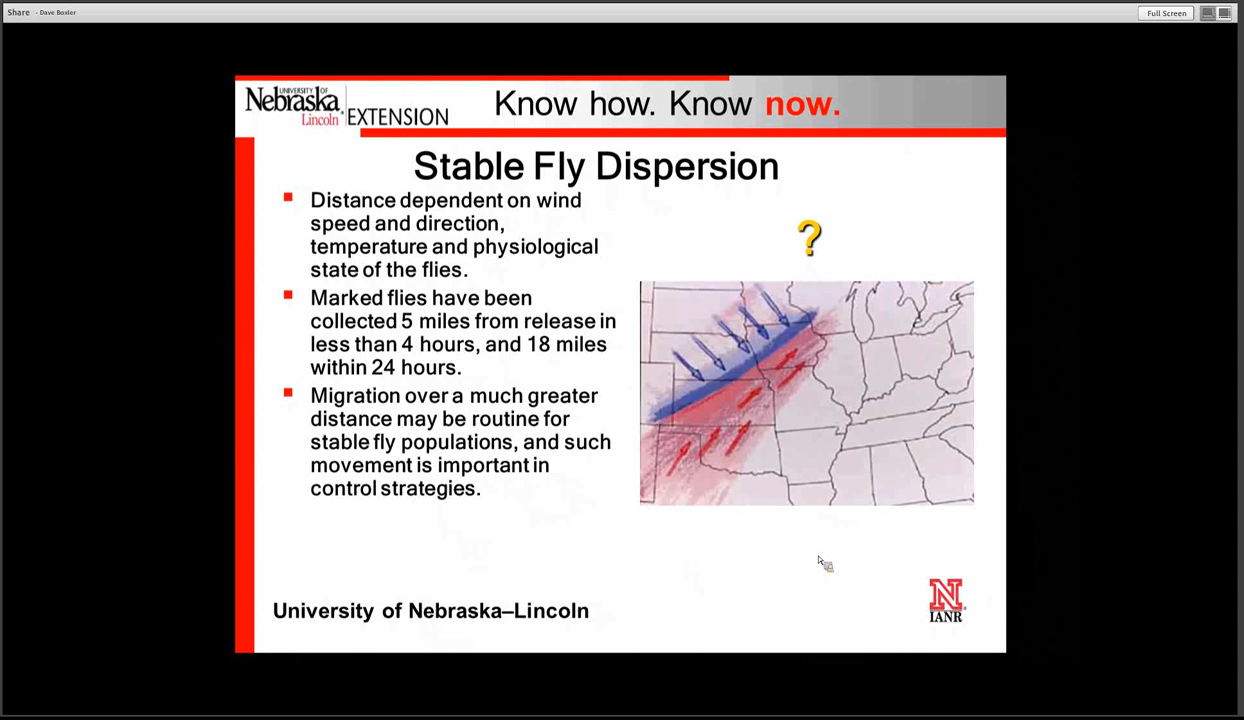 Share - Dave Boxler
Full Screen
UNIVERSITY OF
Nebraska
Lincoln
EXTENSION
Know how. Know now.
Stable Fly Dispersion
Distance dependent on wind
speed and direction,
temperature and physiological
state of the flies.
Marked flies have been
collected 5 miles from release in
less than 4 hours, and 18 miles
within 24 hours.
Migration over a much greater
distance may be routine for
stable fly populations, and such
movement is important in
control strategies.
?
University of Nebraska–Lincoln
N
IANR